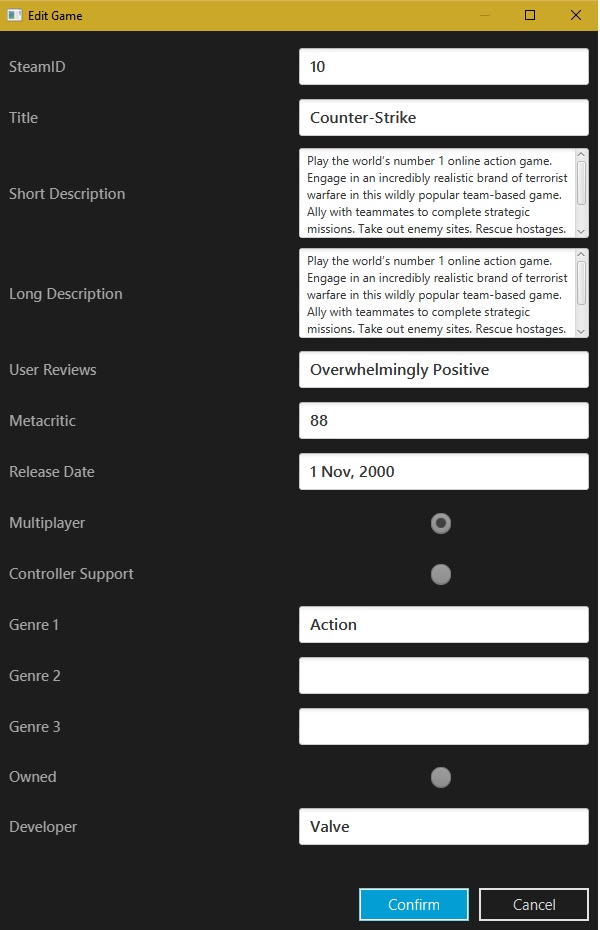 Edit Game
SteamID
10
Title
Counter-Strike
Short Description
Play the world's number 1 online action game.
Engage in an incredibly realistic brand of terrorist
warfare in this wildly popular team-based game.
Ally with teammates to complete strategic
missions. Take out enemy sites. Rescue hostages.
Long Description
Play the world's number 1 online action game.
Engage in an incredibly realistic brand of terrorist
warfare in this wildly popular team-based game.
Ally with teammates to complete strategic
missions. Take out enemy sites. Rescue hostages.
User Reviews
Overwhelmingly Positive
Metacritic
88
Release Date
1 Nov, 2000
Multiplayer
Controller Support
Genre 1
Action
Genre 2
Genre 3
Owned
Developer
Valve
Confirm
Cancel